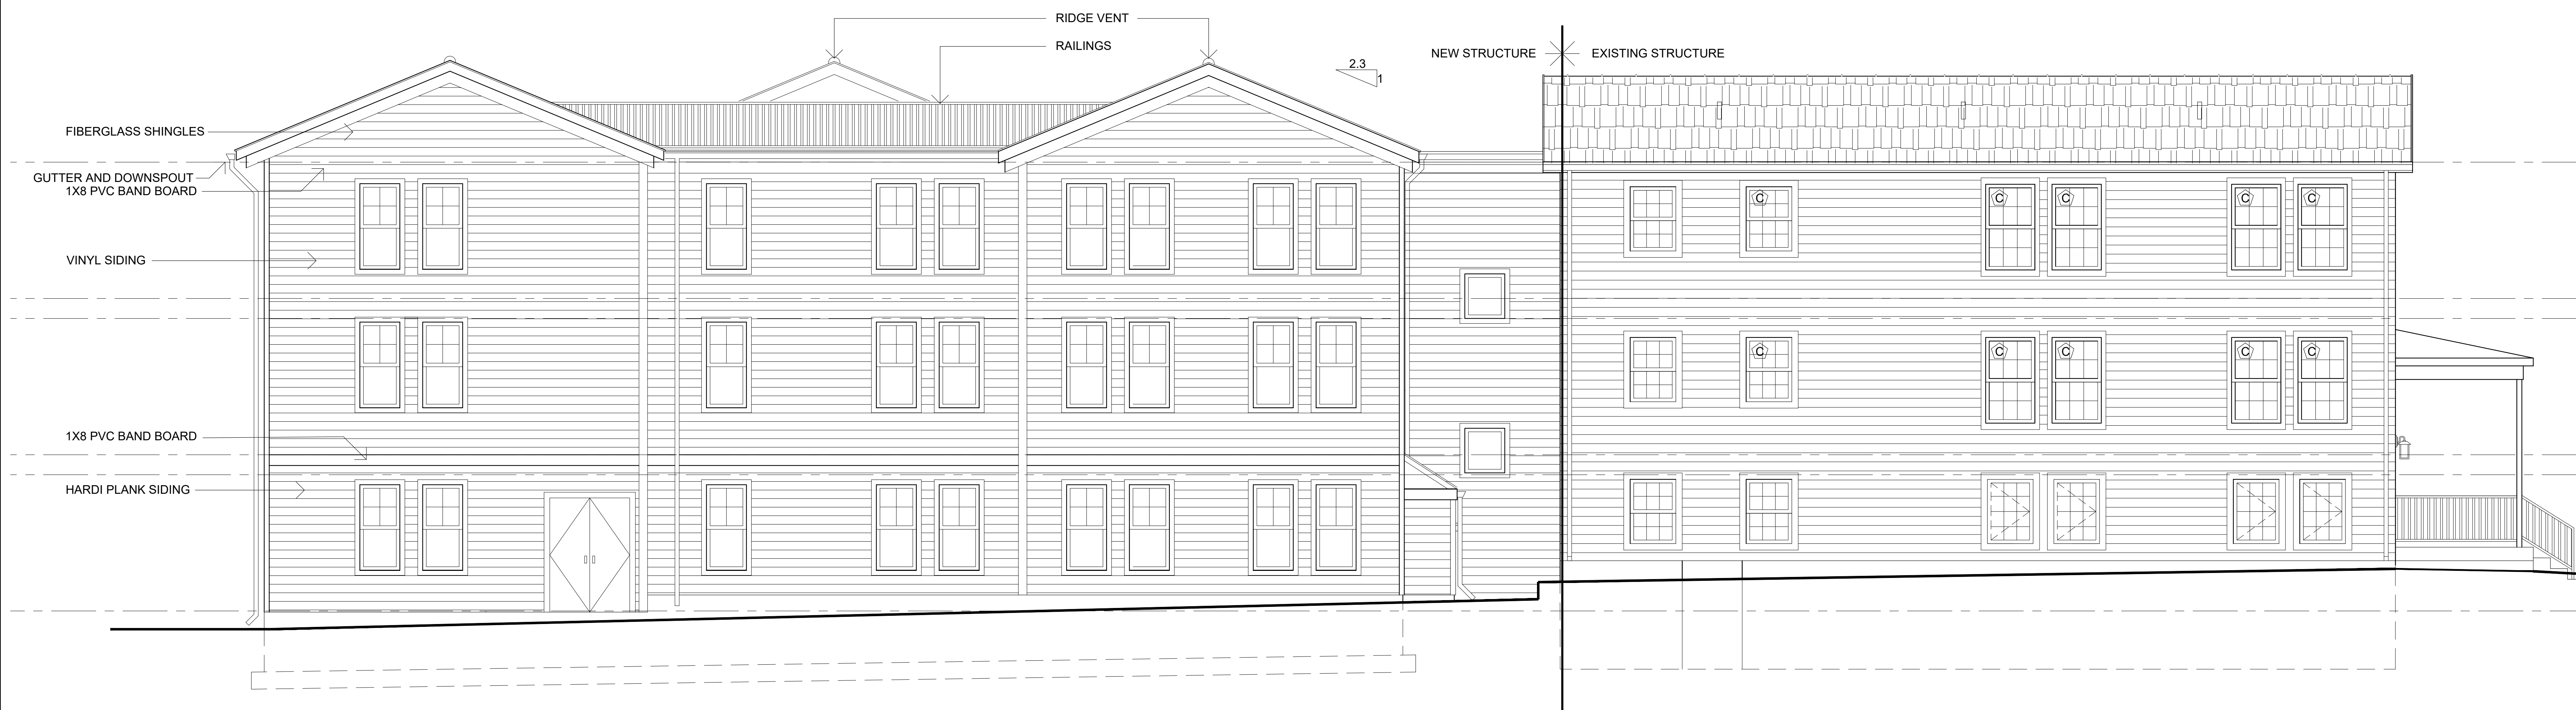 RIDGE VENT
RAILINGS
NEW STRUCTURE
EXISTING STRUCTURE
2.3
1
FIBERGLASS SHINGLES
GUTTER AND DOWNSPOUT
1X8 PVC BAND BOARD
C
C
C
C
C
VINYL SIDING
C
C
C
C
C
1X8 PVC BAND BOARD
HARDI PLANK SIDING